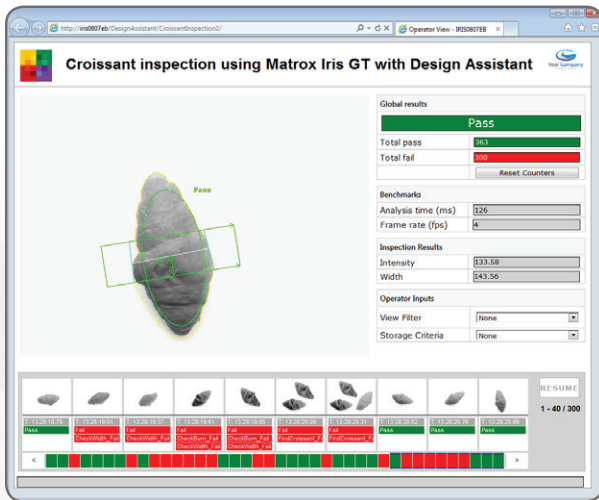 http://iris0807eb/DesignAssistant/CroissantInspection2/
Operator View - IRIS0807EB
Croissant inspection using Matrox Iris GT with Design Assistant
Your Company
Pass
Global results
Pass
Total pass 363
Total fail 300
Reset Counters
Benchmarks
Analysis time (ms) 126
Frame rate (fps) 4
Inspection Results
Intensity 133.58
Width 143.56
Operator Inputs
View Filter None
Storage Criteria None
RESUME
1 - 40 / 300
Pass Fail Fail Fail Fail Fail Fail Pass Pass Pass
CheckWidth_Fail CheckWidth_Fail CheckBurn_Fail CheckBurn_Fail FindCroissant_F FindCroissant_F
CheckWidth_Fail CheckWidth_Fail